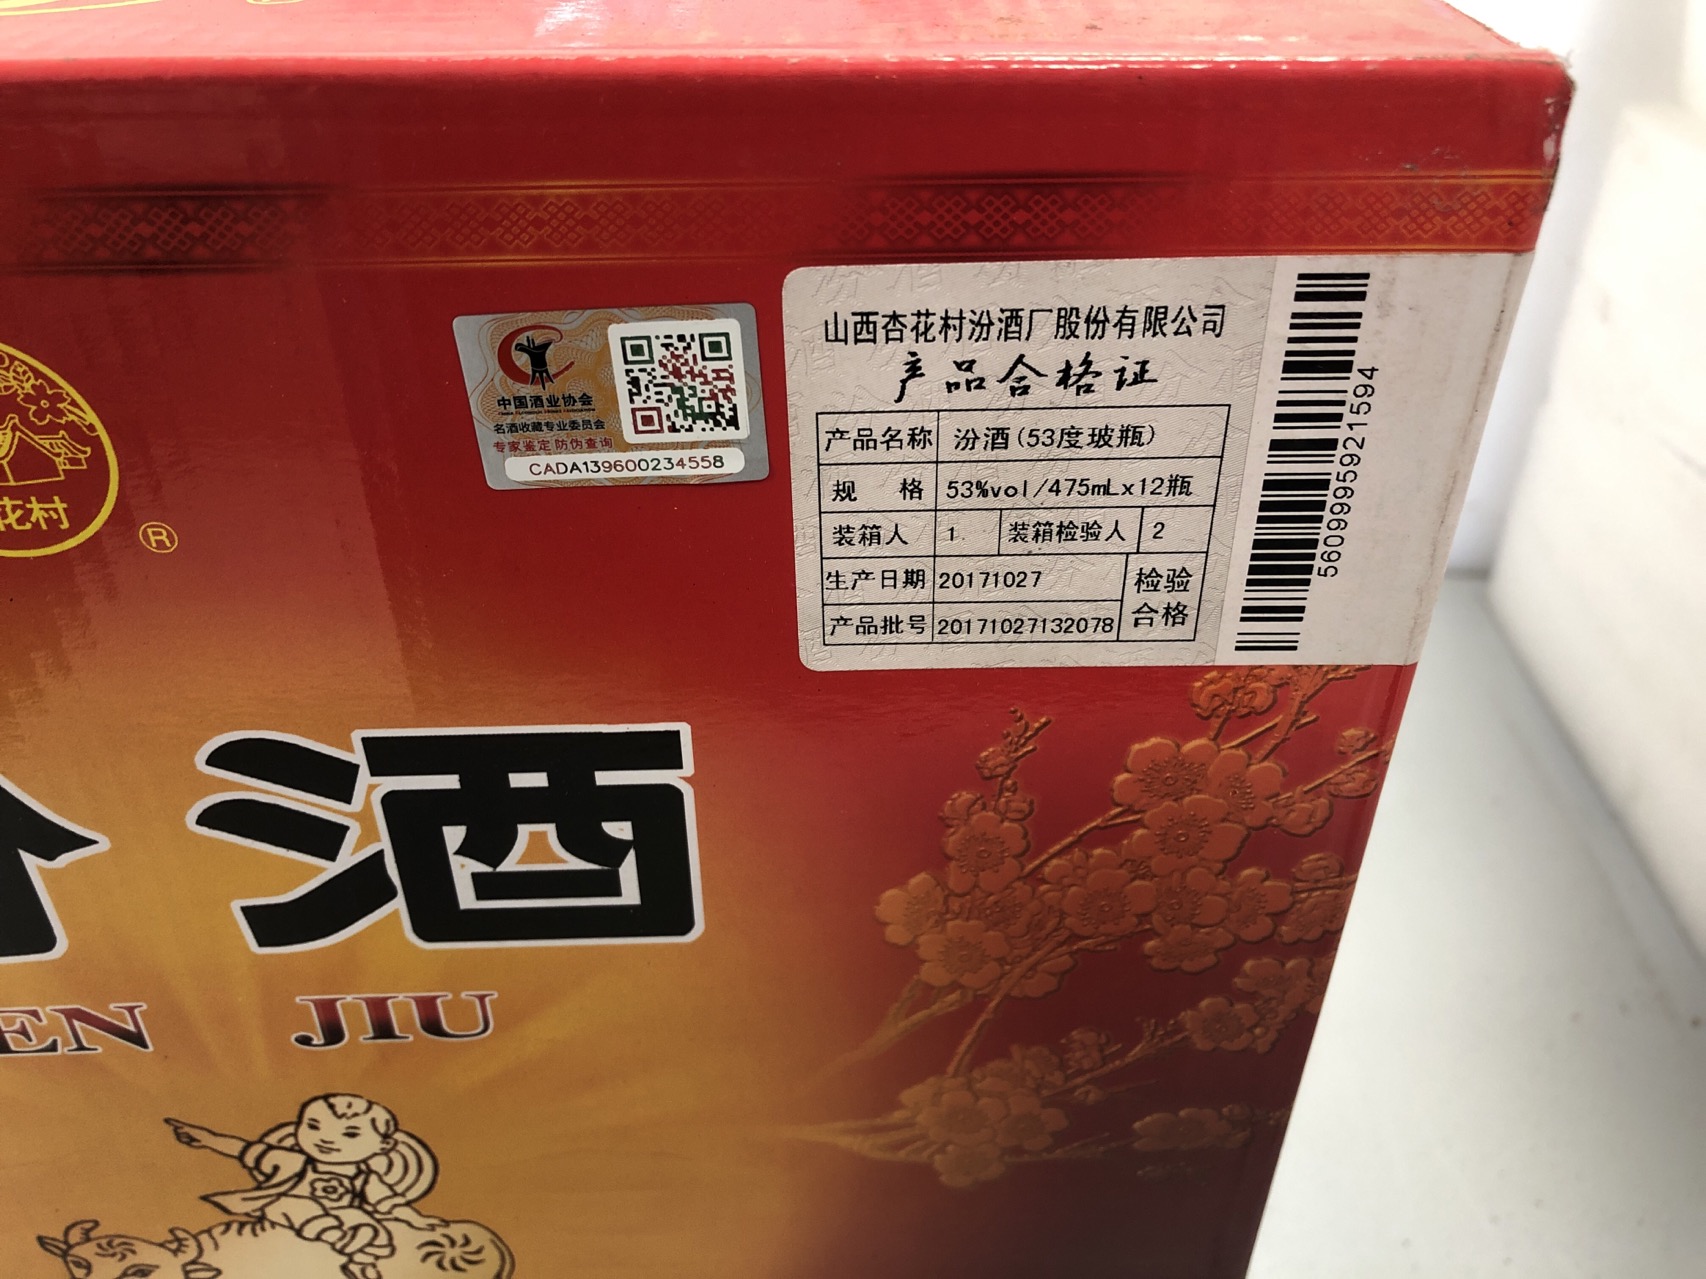 花村
®
中国酒业协会
名酒收藏专业委员会
专家鉴定 防伪查询
CADA139600234558
山西杏花村汾酒厂股份有限公司
产品合格证
产品名称 汾酒(53度玻瓶)
规 格 53%vol/475mLx12瓶
装箱人 1 装箱检验人 2
生产日期 20171027 检验
产品批号 20171027132078 合格
5609995921594
酒
EN JIU